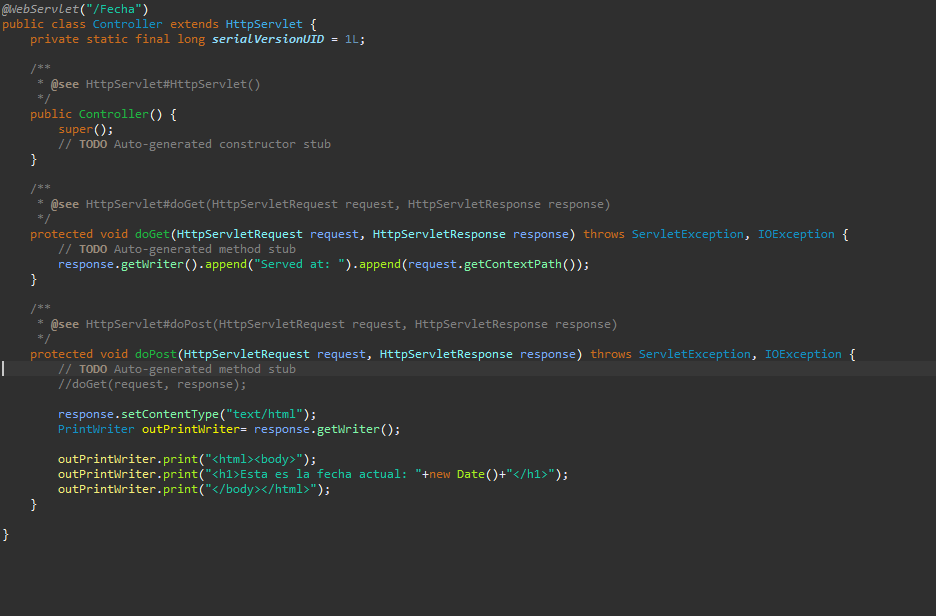 @WebServlet("/Fecha")
public class Controller extends HttpServlet {
    private static final long serialVersionUID = 1L;

    /**
     * @see HttpServlet#HttpServlet()
     */
    public Controller() {
        super();
        // TODO Auto-generated constructor stub
    }

    /**
     * @see HttpServlet#doGet(HttpServletRequest request, HttpServletResponse response)
     */
    protected void doGet(HttpServletRequest request, HttpServletResponse response) throws ServletException, IOException {
        // TODO Auto-generated method stub
        response.getWriter().append("Served at: ").append(request.getContextPath());
    }

    /**
     * @see HttpServlet#doPost(HttpServletRequest request, HttpServletResponse response)
     */
    protected void doPost(HttpServletRequest request, HttpServletResponse response) throws ServletException, IOException {
        // TODO Auto-generated method stub
        //doGet(request, response);

        response.setContentType("text/html");
        PrintWriter outPrintWriter= response.getWriter();

        outPrintWriter.print("<html><body>");
        outPrintWriter.print("<h1>Esta es la fecha actual: "+new Date()+"</h1>");
        outPrintWriter.print("</body></html>");
    }

}